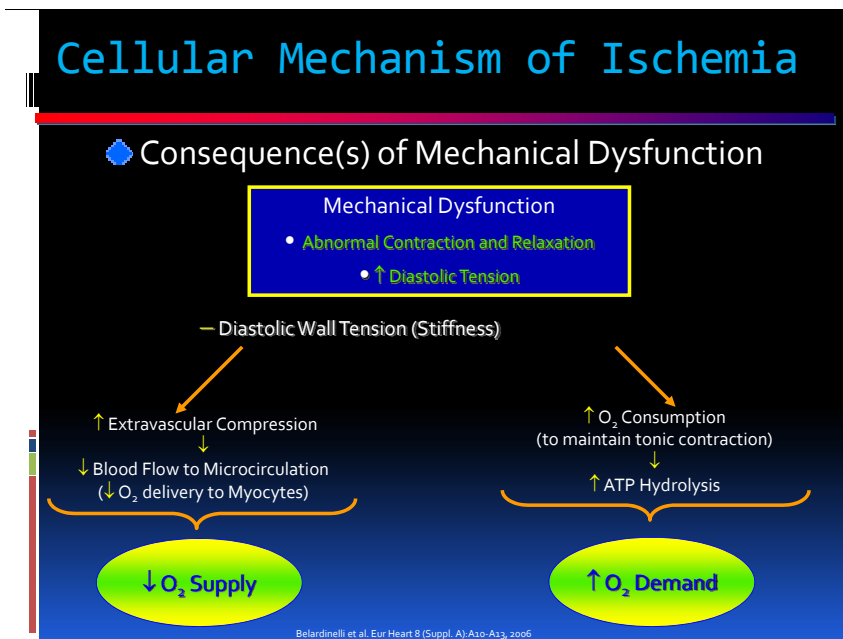 Cellular Mechanism of Ischemia
Consequence(s) of Mechanical Dysfunction
Mechanical Dysfunction
• Abnormal Contraction and Relaxation
• ↑ Diastolic Tension
– Diastolic Wall Tension (Stiffness)
↑ Extravascular Compression
↓
↓ Blood Flow to Microcirculation
(↓ O₂ delivery to Myocytes)
↓ O₂ Supply
↑ O₂ Consumption
(to maintain tonic contraction)
↓
↑ ATP Hydrolysis
↑ O₂ Demand
Belardinelli et al. Eur Heart 8 (Suppl. A):A10-A13, 2006